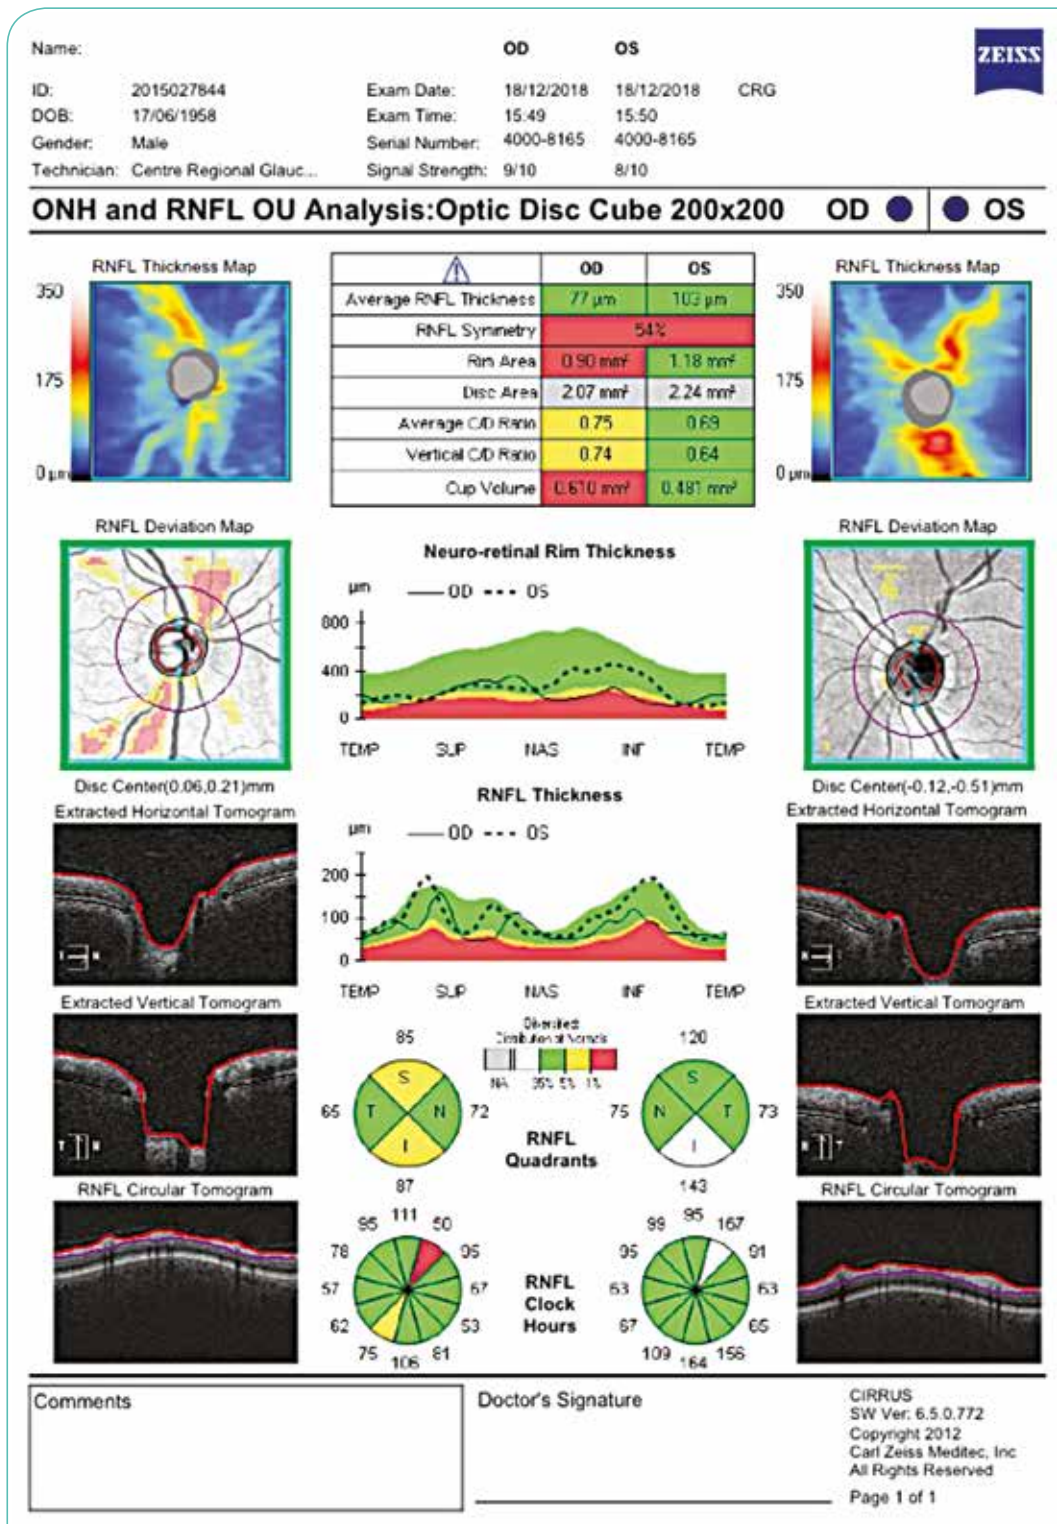 Name: OD OS
ZEISS
ID: 2015027844 Exam Date: 18/12/2018 18/12/2018 CRG
DOB: 17/06/1958 Exam Time: 15:49 15:50
Gender: Male Serial Number: 4000-8165 4000-8165
Technician: Centre Regional Glauc... Signal Strength: 9/10 8/10
ONH and RNFL OU Analysis:Optic Disc Cube 200x200 OD OS
RNFL Thickness Map
350
175
0 µm
OD OS
Average RNFL Thickness 77 µm 103 µm
RNFL Symmetry 54%
Rim Area 0.90 mm² 1.18 mm²
Disc Area 2.07 mm² 2.24 mm²
Average C/D Ratio 0.75 0.69
Vertical C/D Ratio 0.74 0.64
Cup Volume 0.610 mm³ 0.481 mm³
RNFL Thickness Map
350
175
0 µm
RNFL Deviation Map
Disc Center(0.06,0.21)mm
Neuro-retinal Rim Thickness
µm OD OS
800
400
0
TEMP SUP NAS INF TEMP
RNFL Deviation Map
Disc Center(-0.12,-0.51)mm
Extracted Horizontal Tomogram
T N
RNFL Thickness
µm OD OS
200
100
0
TEMP SUP NAS INF TEMP
Extracted Horizontal Tomogram
Extracted Vertical Tomogram
Extracted Vertical Tomogram
Distribution of Normals
NA 95% 5% 1%
85
65 T S N I 72
87
RNFL
Quadrants
120
75 N S T I 73
143
RNFL Circular Tomogram
RNFL Circular Tomogram
111 50 95 67 53 81 106 75 62 57 78 95
RNFL
Clock
Hours
95 167 91 63 65 156 164 109 67 63 95 99
Comments
Doctor's Signature
CIRRUS
SW Ver: 6.5.0.772
Copyright 2012
Carl Zeiss Meditec, Inc
All Rights Reserved
Page 1 of 1